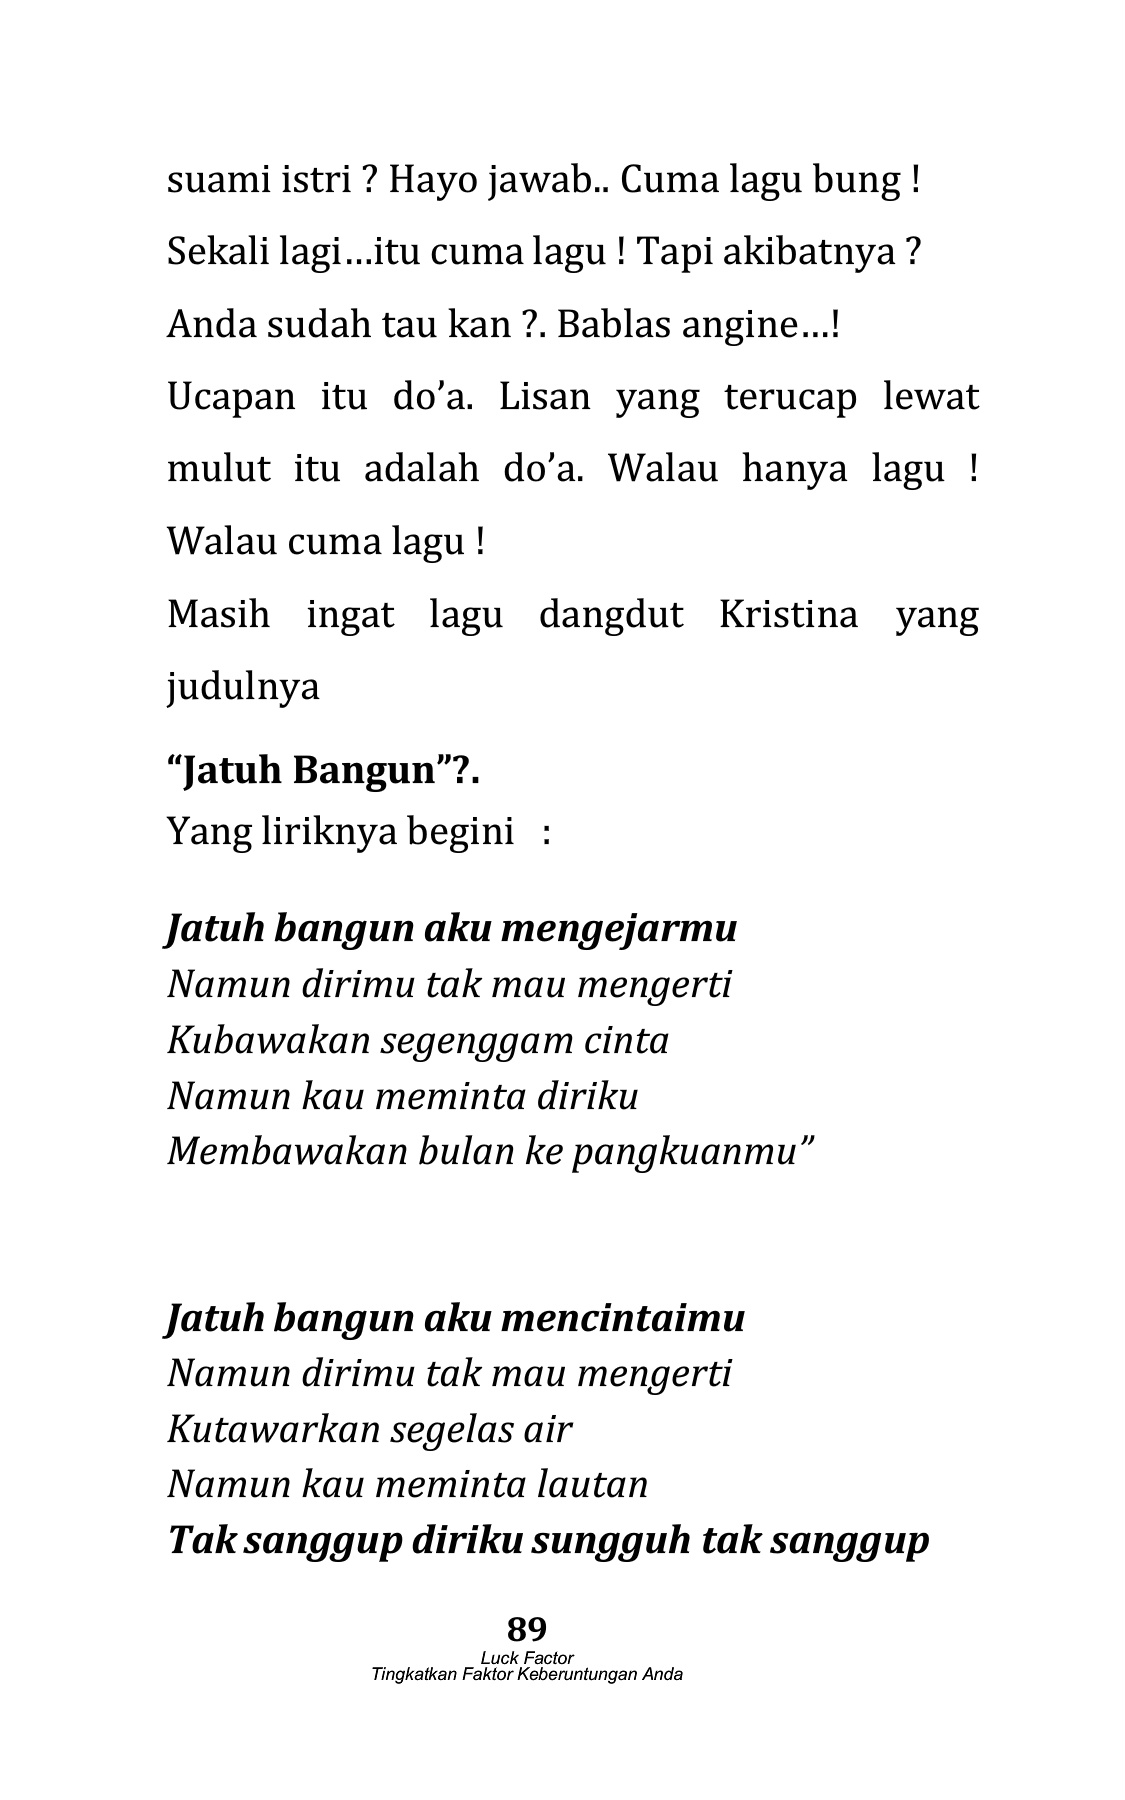 suami istri ? Hayo jawab.. Cuma lagu bung !
Sekali lagi…itu cuma lagu ! Tapi akibatnya ?
Anda sudah tau kan ?. Bablas angine…!
Ucapan itu do’a. Lisan yang terucap lewat
mulut itu adalah do’a. Walau hanya lagu !
Walau cuma lagu !
Masih ingat lagu dangdut Kristina yang
judulnya
“Jatuh Bangun”?.
Yang liriknya begini :
Jatuh bangun aku mengejarmu
Namun dirimu tak mau mengerti
Kubawakan segenggam cinta
Namun kau meminta diriku
Membawakan bulan ke pangkuanmu”
Jatuh bangun aku mencintaimu
Namun dirimu tak mau mengerti
Kutawarkan segelas air
Namun kau meminta lautan
Tak sanggup diriku sungguh tak sanggup
89
Luck Factor
Tingkatkan Faktor Keberuntungan Anda